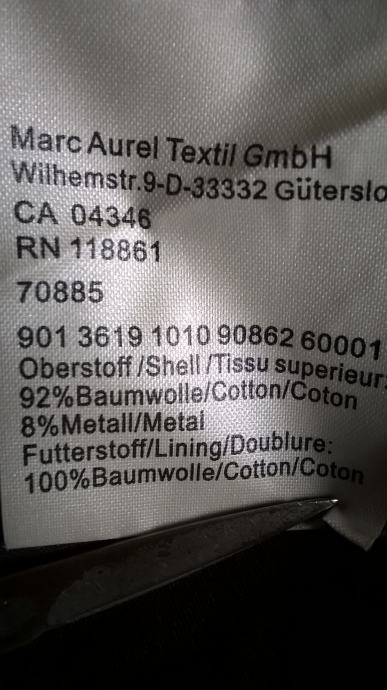 Marc Aurel Textil GmbH
Wilhemstr.9-D-33332 Güterslo
CA 04346
RN 118861
70885
901 3619 1010 90862 60001
Oberstoff/Shell/Tissu superieur:
92%Baumwolle/Cotton/Coton
8%Metall/Metal
Futterstoff/Lining/Doublure:
100%Baumwolle/Cotton/Coton